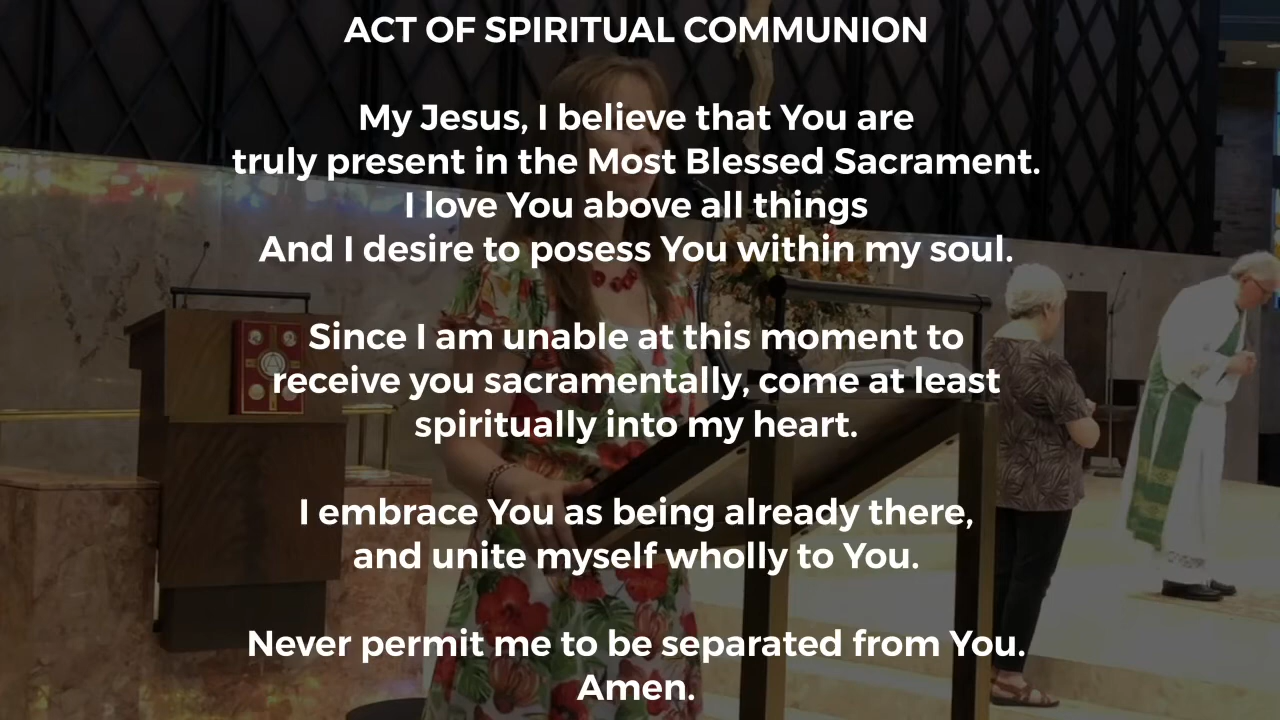 ACT OF SPIRITUAL COMMUNION
My Jesus, I believe that You are
truly present in the Most Blessed Sacrament.
I love You above all things
And I desire to posess You within my soul.
Since I am unable at this moment to
receive you sacramentally, come at least
spiritually into my heart.
I embrace You as being already there,
and unite myself wholly to You.
Never permit me to be separated from You.
Amen.